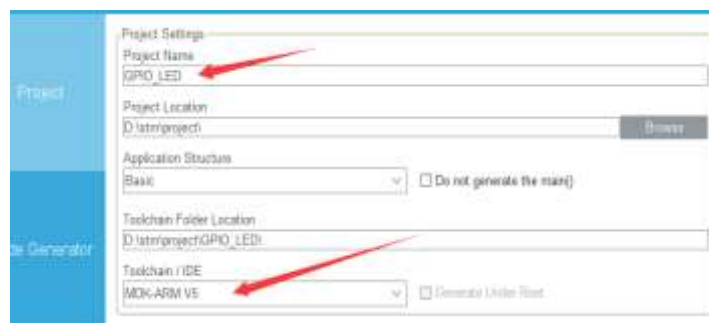 Project Settings
Project Name
GPIO_LED
Project
Project Location
D:\stm\project\
Browse
Application Structure
Basic
Do not generate the main()
Toolchain Folder Location
D:\stm\project\GPIO_LED\
de Generator
Toolchain / IDE
MDK-ARM V5
Generate Under Root